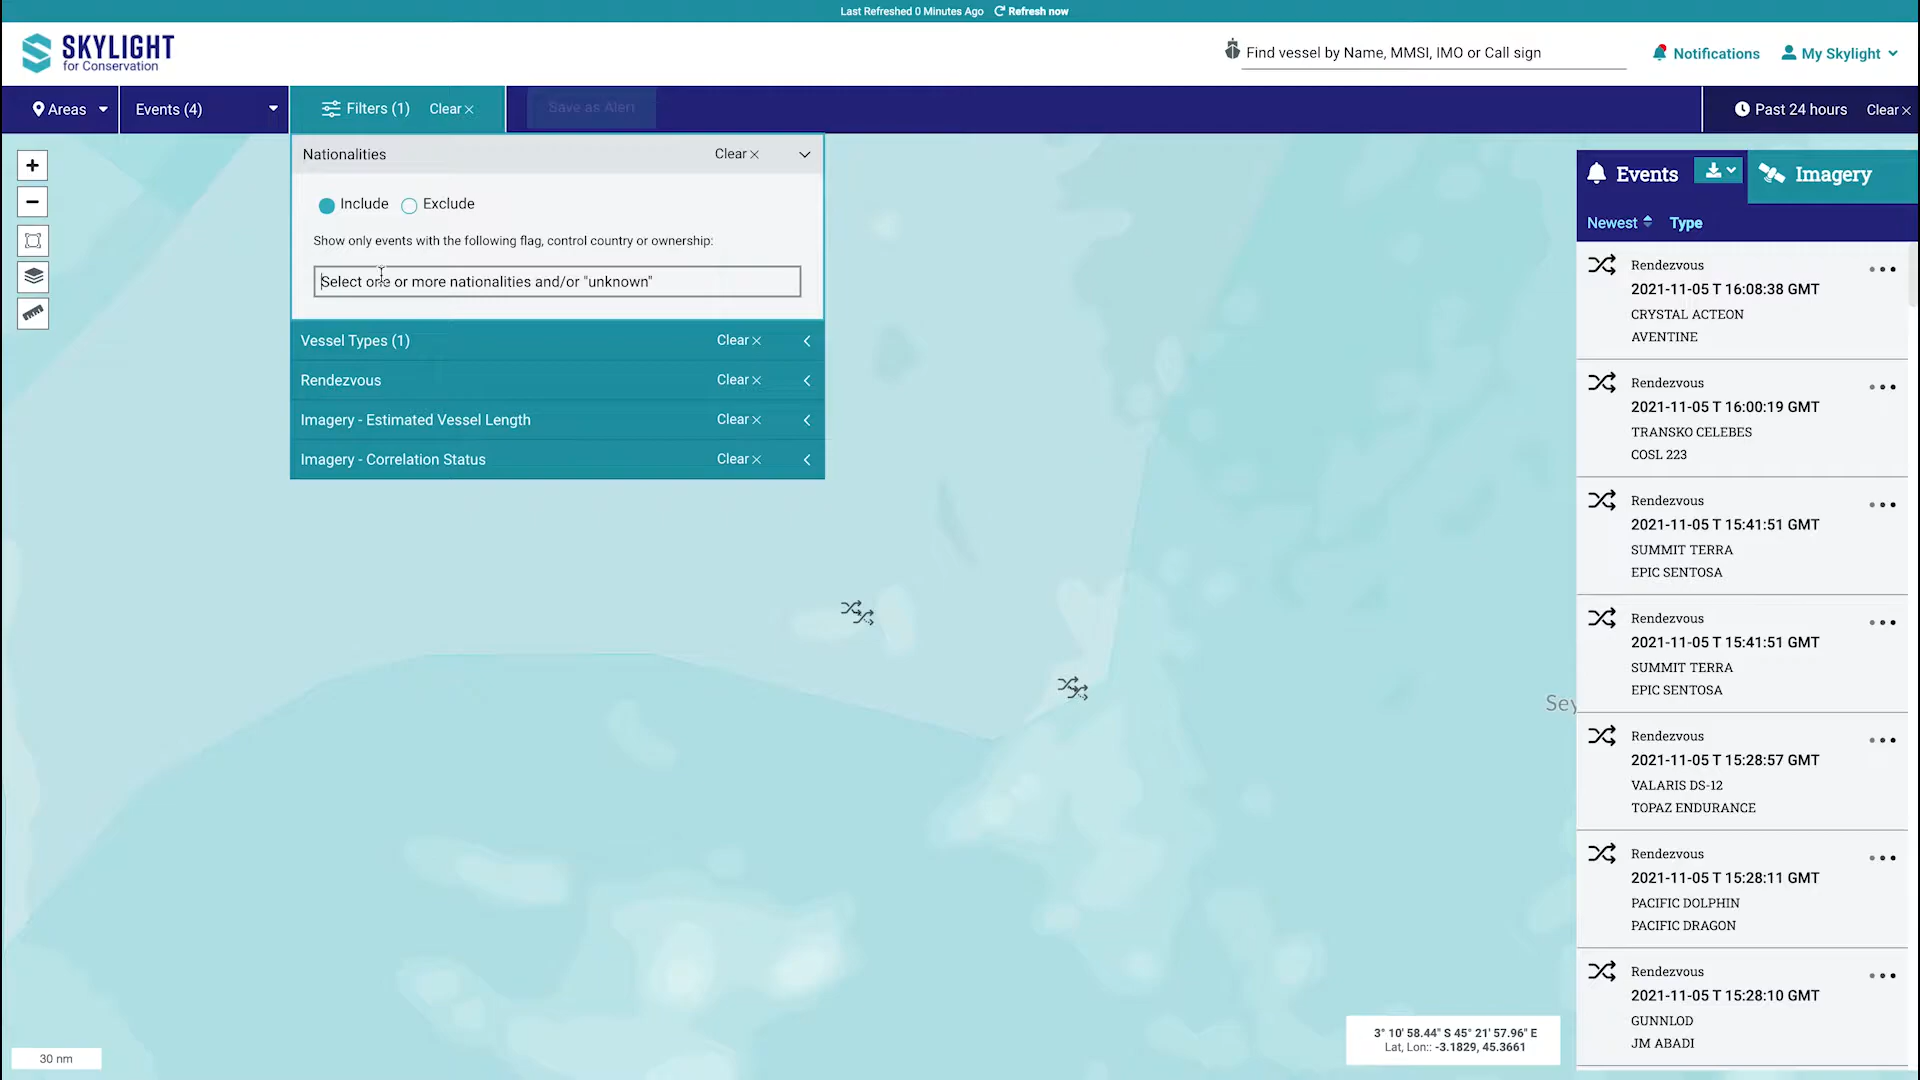 Last Refreshed 0 Minutes Ago Refresh now
SKYLIGHT
for Conservation
Find vessel by Name, MMSI, IMO or Call sign
Notifications
My Skylight
Areas
Events (4)
Filters (1)
Clear
Save as Alert
Past 24 hours
Clear
Nationalities
Clear
Include
Exclude
Show only events with the following flag, control country or ownership:
Select one or more nationalities and/or "unknown"
Vessel Types (1)
Clear
Rendezvous
Clear
Imagery - Estimated Vessel Length
Clear
Imagery - Correlation Status
Clear
Events
Imagery
Newest
Type
Rendezvous
2021-11-05 T 16:08:38 GMT
CRYSTAL ACTEON
AVENTINE
Rendezvous
2021-11-05 T 16:00:19 GMT
TRANSKO CELEBES
COSL 223
Rendezvous
2021-11-05 T 15:41:51 GMT
SUMMIT TERRA
EPIC SENTOSA
Rendezvous
2021-11-05 T 15:41:51 GMT
SUMMIT TERRA
EPIC SENTOSA
Rendezvous
2021-11-05 T 15:28:57 GMT
VALARIS DS-12
TOPAZ ENDURANCE
Rendezvous
2021-11-05 T 15:28:11 GMT
PACIFIC DOLPHIN
PACIFIC DRAGON
Rendezvous
2021-11-05 T 15:28:10 GMT
GUNNLOD
JM ABADI
Sey
3° 10' 58.44" S 45° 21' 57.96" E
Lat, Lon:: -3.1829, 45.3661
30 nm